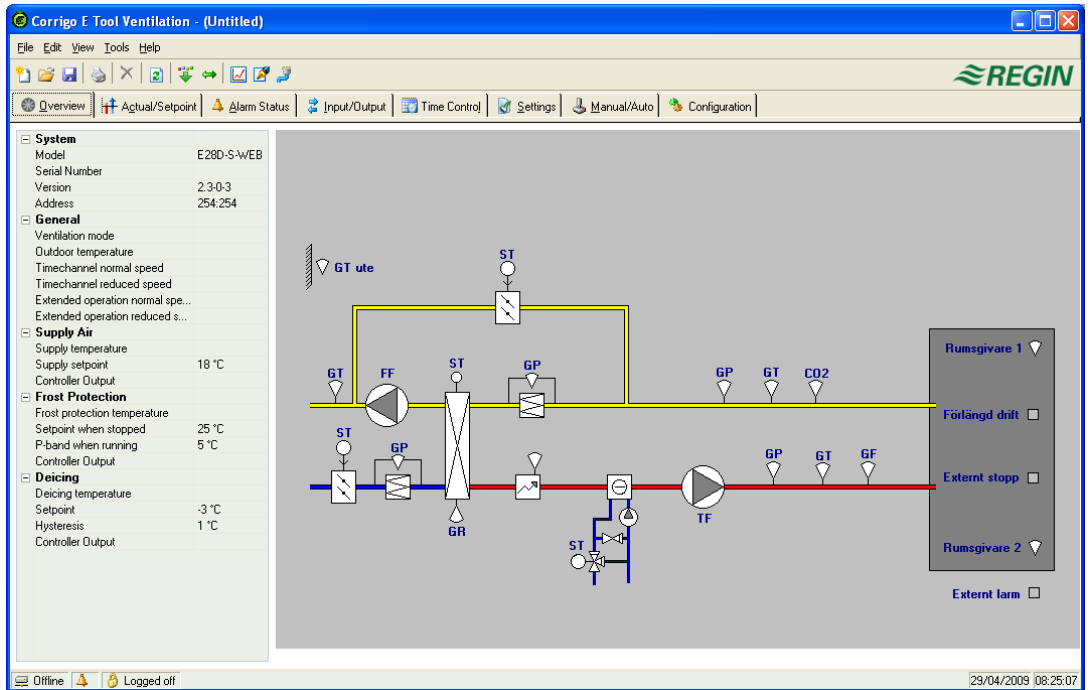 Corrigo E Tool Ventilation - (Untitled)
File Edit View Tools Help
REGIN
Overview Actual/Setpoint Alarm Status Input/Output Time Control Settings Manual/Auto Configuration
System
Model E28D-S-WEB
Serial Number
Version 2.3-0-3
Address 254:254
General
Ventilation mode
Outdoor temperature
Timechannel normal speed
Timechannel reduced speed
Extended operation normal spe...
Extended operation reduced s...
Supply Air
Supply temperature
Supply setpoint 18 °C
Controller Output
Frost Protection
Frost protection temperature
Setpoint when stopped 25 °C
P-band when running 5 °C
Controller Output
Deicing
Deicing temperature
Setpoint -3 °C
Hysteresis 1 °C
Controller Output
ST
GT ute
GT FF ST GP GP GT CO2
ST GP GP GT GF
GR TF
ST
Rumsgivare 1
Förlängd drift
Externt stopp
Rumsgivare 2
Externt larm
Offline Logged off 29/04/2009 08:25:07